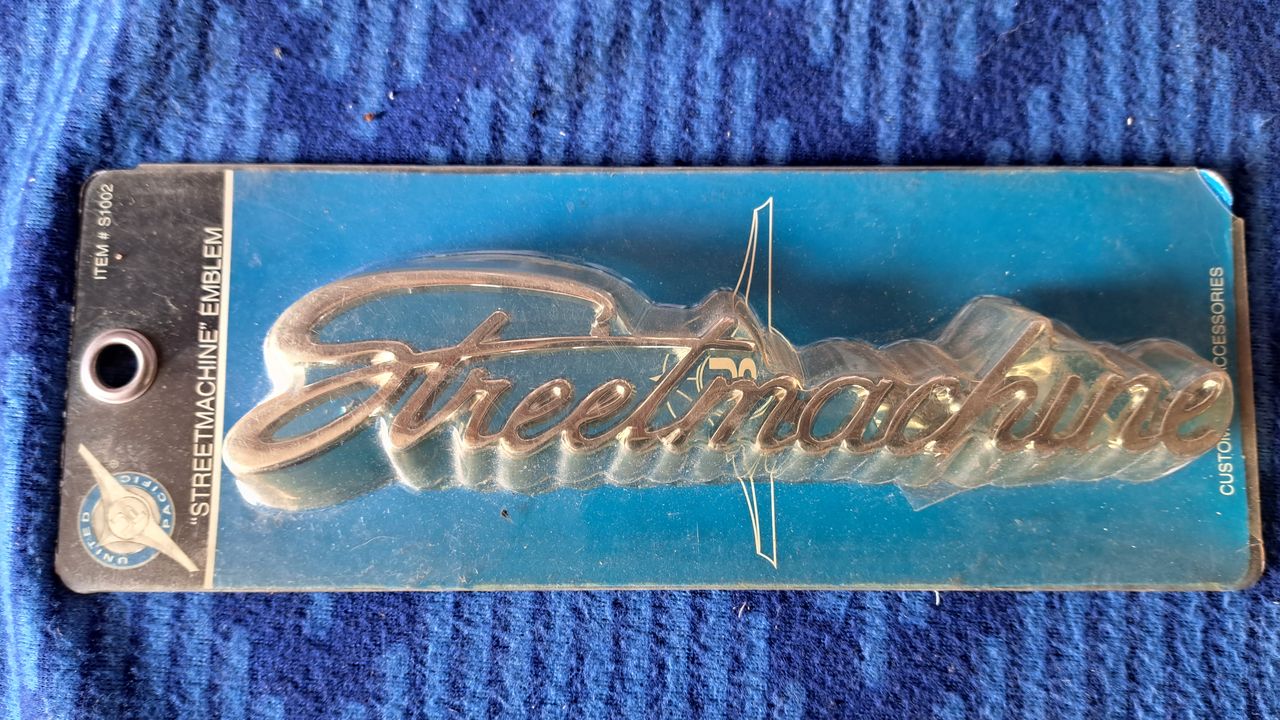 ITEM # S1002
"STREETMACHINE" EMBLEM
UNITED PACIFIC
Streetmachine
CUSTOM ACCESSORIES